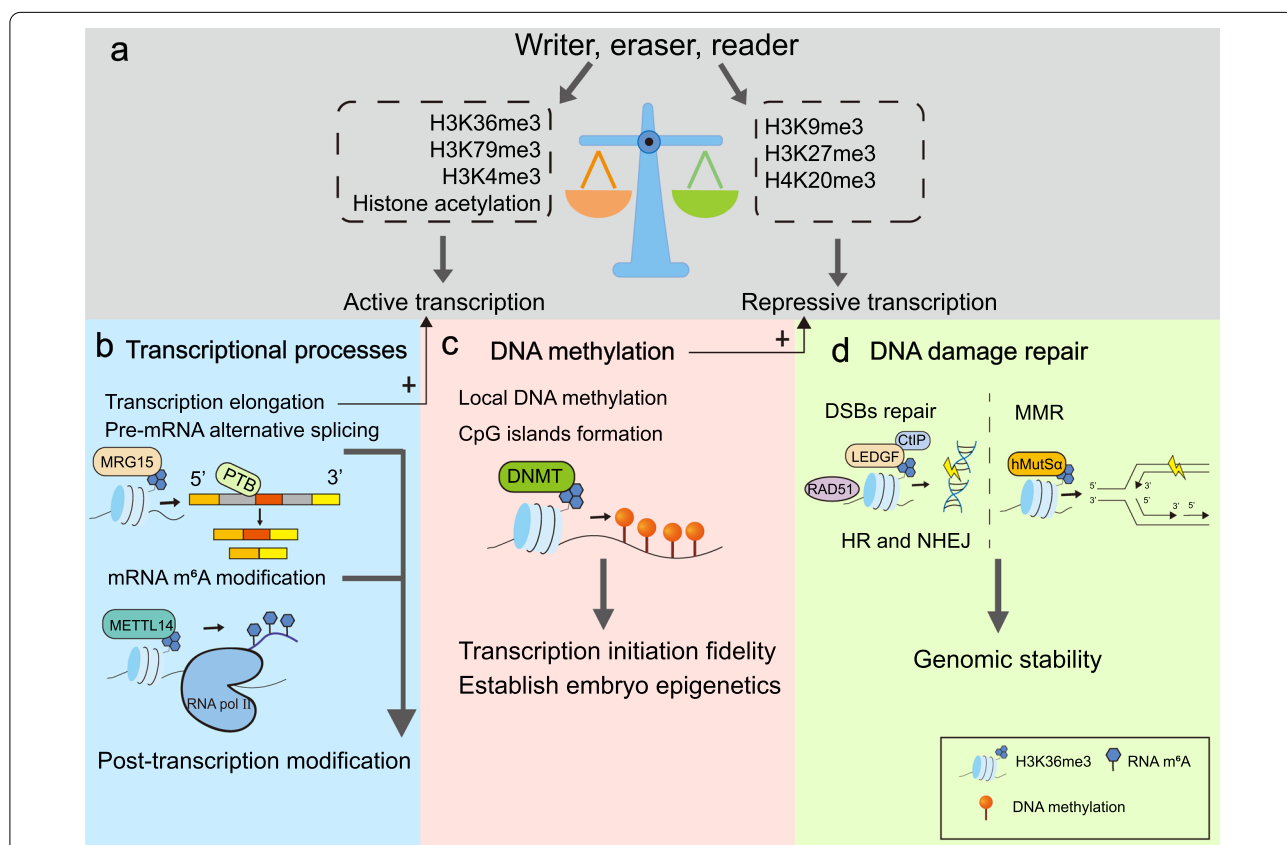 a
Writer, eraser, reader
H3K36me3
H3K79me3
H3K4me3
Histone acetylation
H3K9me3
H3K27me3
H4K20me3
Active transcription
Repressive transcription
b
Transcriptional processes
+
Transcription elongation
Pre-mRNA alternative splicing
MRG15
5’
PTB
3’
mRNA m⁶A modification
METTL14
RNA pol II
Post-transcription modification
c
DNA methylation
+
Local DNA methylation
CpG islands formation
DNMT
Transcription initiation fidelity
Establish embryo epigenetics
d
DNA damage repair
DSBs repair
CtIP
LEDGF
RAD51
HR and NHEJ
MMR
hMutSα
5’
3’
3’
5’
3’
5’
Genomic stability
H3K36me3
RNA m⁶A
DNA methylation